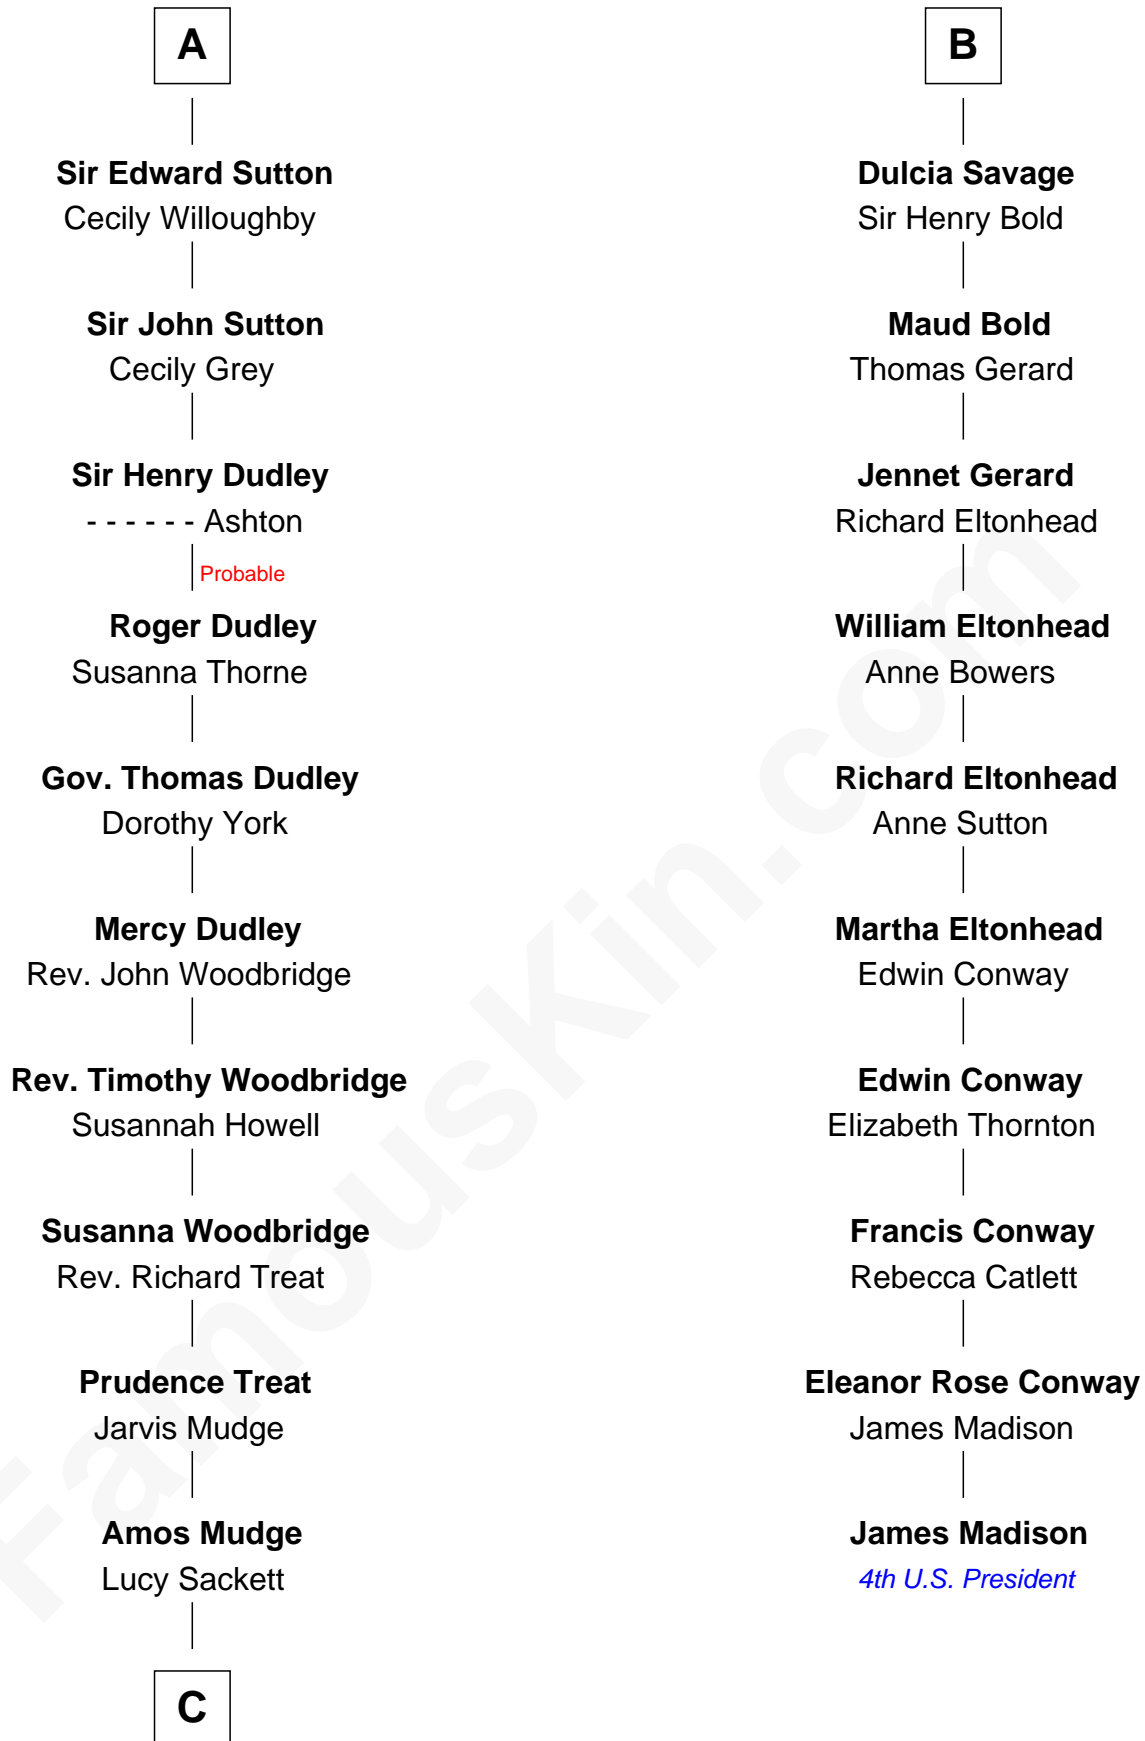 A
Sir Edward Sutton
Cecily Willoughby
Sir John Sutton
Cecily Grey
Sir Henry Dudley
- - - - - - Ashton
Probable
Roger Dudley
Susanna Thorne
Gov. Thomas Dudley
Dorothy York
Mercy Dudley
Rev. John Woodbridge
Rev. Timothy Woodbridge
Susannah Howell
Susanna Woodbridge
Rev. Richard Treat
Prudence Treat
Jarvis Mudge
Amos Mudge
Lucy Sackett
C
B
Dulcia Savage
Sir Henry Bold
Maud Bold
Thomas Gerard
Jennet Gerard
Richard Eltonhead
William Eltonhead
Anne Bowers
Richard Eltonhead
Anne Sutton
Martha Eltonhead
Edwin Conway
Edwin Conway
Elizabeth Thornton
Francis Conway
Rebecca Catlett
Eleanor Rose Conway
James Madison
James Madison
4th U.S. President
FamousKin.com